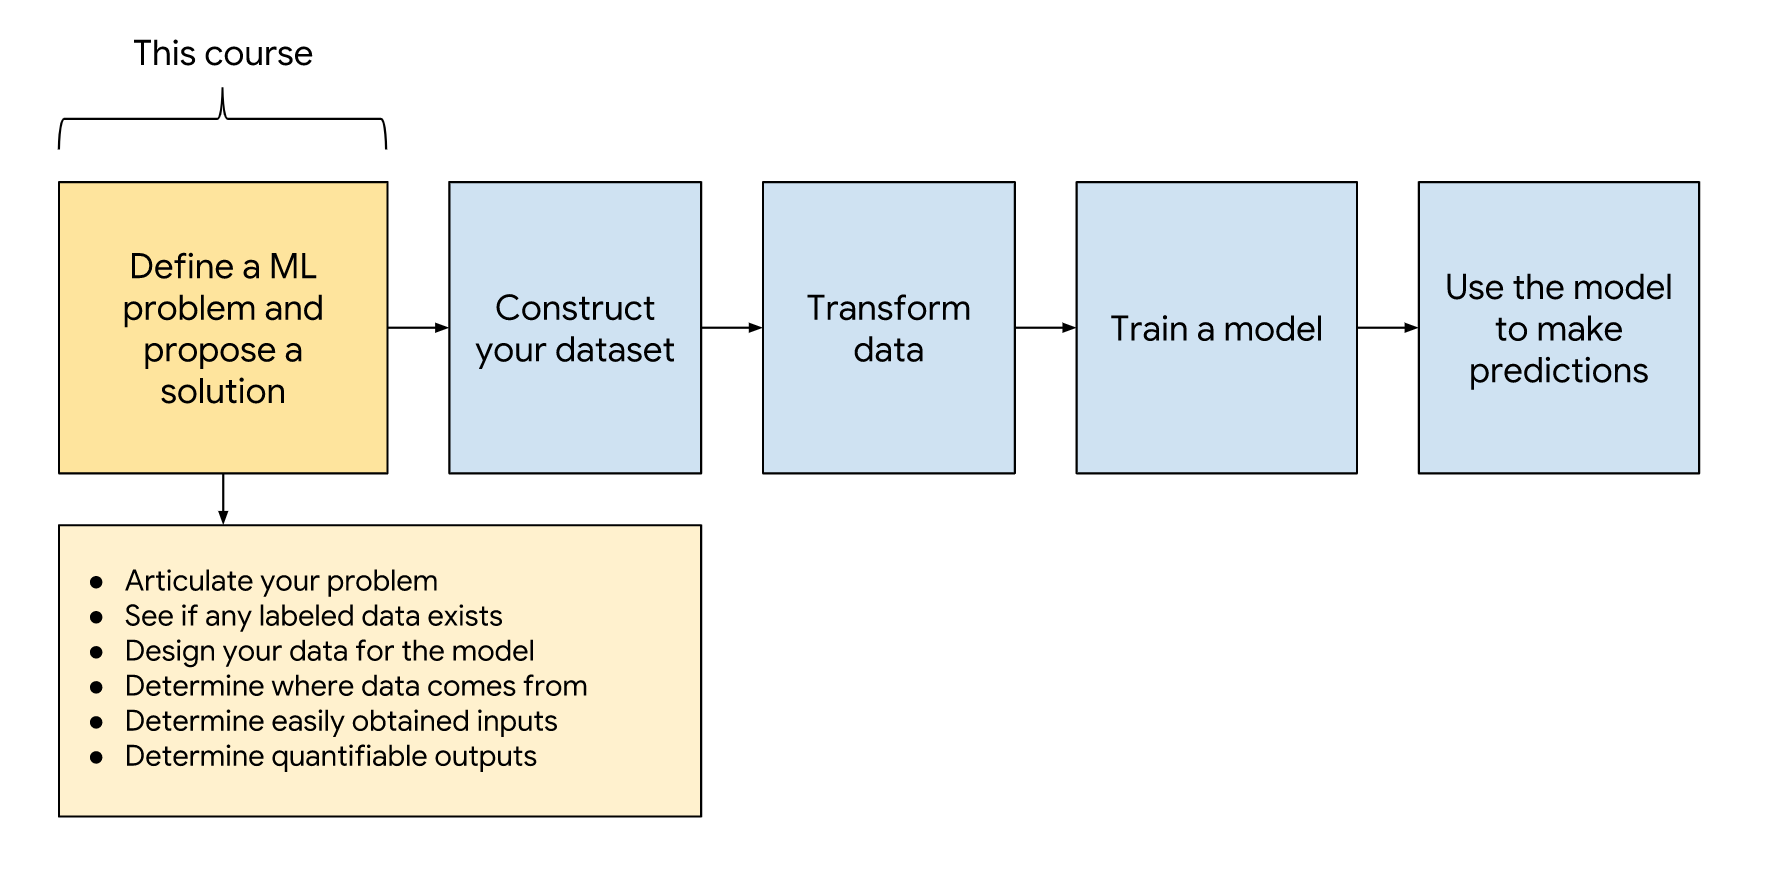 This course
Define a ML
problem and
propose a
solution
Construct
your dataset
Transform
data
Train a model
Use the model
to make
predictions
● Articulate your problem
● See if any labeled data exists
● Design your data for the model
● Determine where data comes from
● Determine easily obtained inputs
● Determine quantifiable outputs